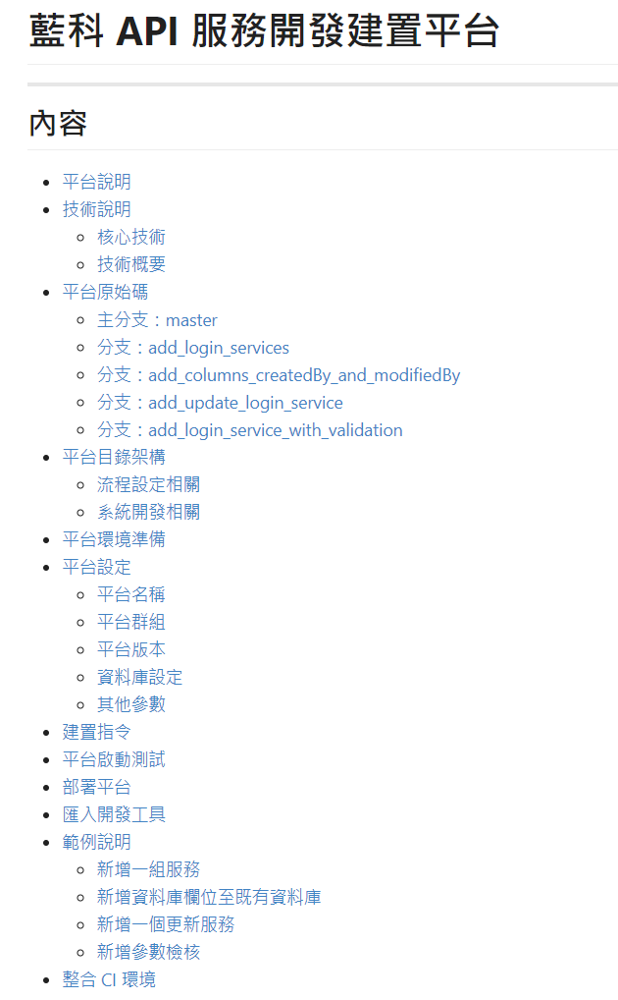 藍科 API 服務開發建置平台
內容
平台說明
技術說明
核心技術
技術概要
平台原始碼
主分支：master
分支：add_login_services
分支：add_columns_createdBy_and_modifiedBy
分支：add_update_login_service
分支：add_login_service_with_validation
平台目錄架構
流程設定相關
系統開發相關
平台環境準備
平台設定
平台名稱
平台群組
平台版本
資料庫設定
其他參數
建置指令
平台啟動測試
部署平台
匯入開發工具
範例說明
新增一組服務
新增資料庫欄位至既有資料庫
新增一個更新服務
新增參數檢核
整合 CI 環境